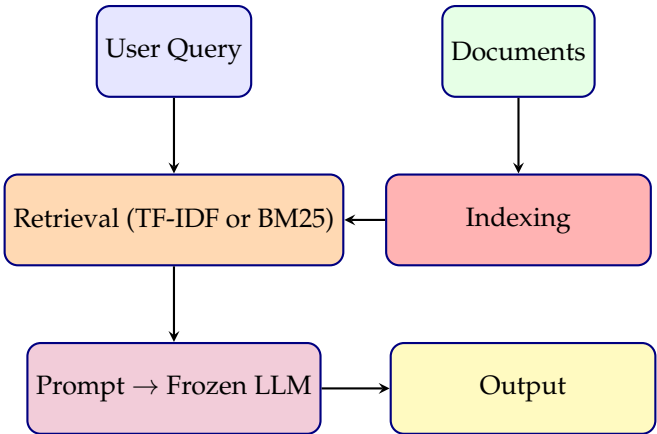 User Query
Documents
Retrieval (TF-IDF or BM25)
Indexing
Prompt → Frozen LLM
Output